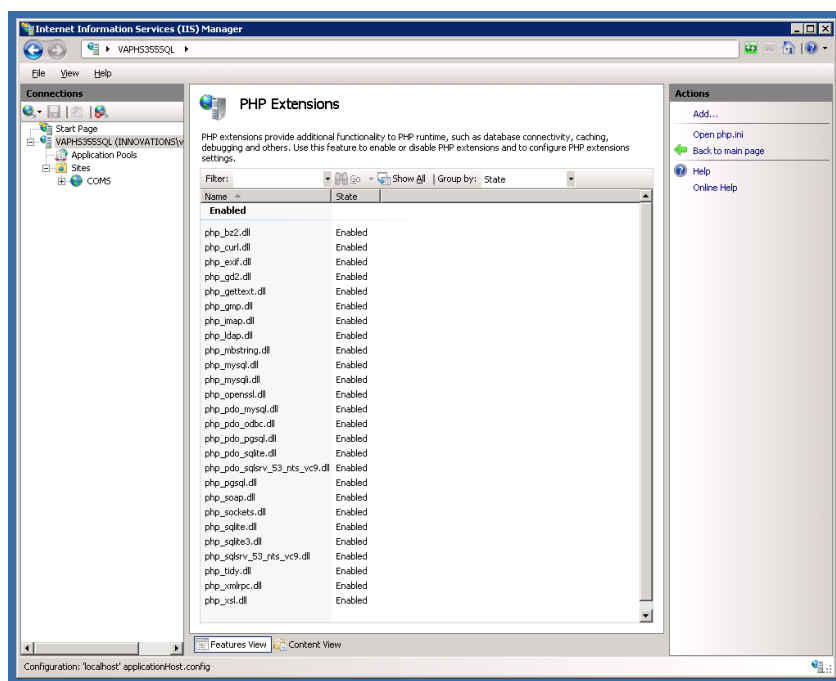 Internet Information Services (IIS) Manager
VAPHS355SQL
File View Help
Connections
Start Page
VAPHS355SQL (INNOVATIONS\v
Application Pools
Sites
COMS
PHP Extensions
PHP extensions provide additional functionality to PHP runtime, such as database connectivity, caching,
debugging and others. Use this feature to enable or disable PHP extensions and to configure PHP extensions
settings.
Filter: Go Show All Group by: State
Name State
Enabled
php_bz2.dll Enabled
php_curl.dll Enabled
php_exif.dll Enabled
php_gd2.dll Enabled
php_gettext.dll Enabled
php_gmp.dll Enabled
php_imap.dll Enabled
php_ldap.dll Enabled
php_mbstring.dll Enabled
php_mysql.dll Enabled
php_mysqli.dll Enabled
php_openssl.dll Enabled
php_pdo_mysql.dll Enabled
php_pdo_odbc.dll Enabled
php_pdo_pgsql.dll Enabled
php_pdo_sqlite.dll Enabled
php_pdo_sqlsrv_53_nts_vc9.dll Enabled
php_pgsql.dll Enabled
php_soap.dll Enabled
php_sockets.dll Enabled
php_sqlite.dll Enabled
php_sqlite3.dll Enabled
php_sqlsrv_53_nts_vc9.dll Enabled
php_tidy.dll Enabled
php_xmlrpc.dll Enabled
php_xsl.dll Enabled
Features View Content View
Actions
Add...
Open php.ini
Back to main page
Help
Online Help
Configuration: 'localhost' applicationHost.config